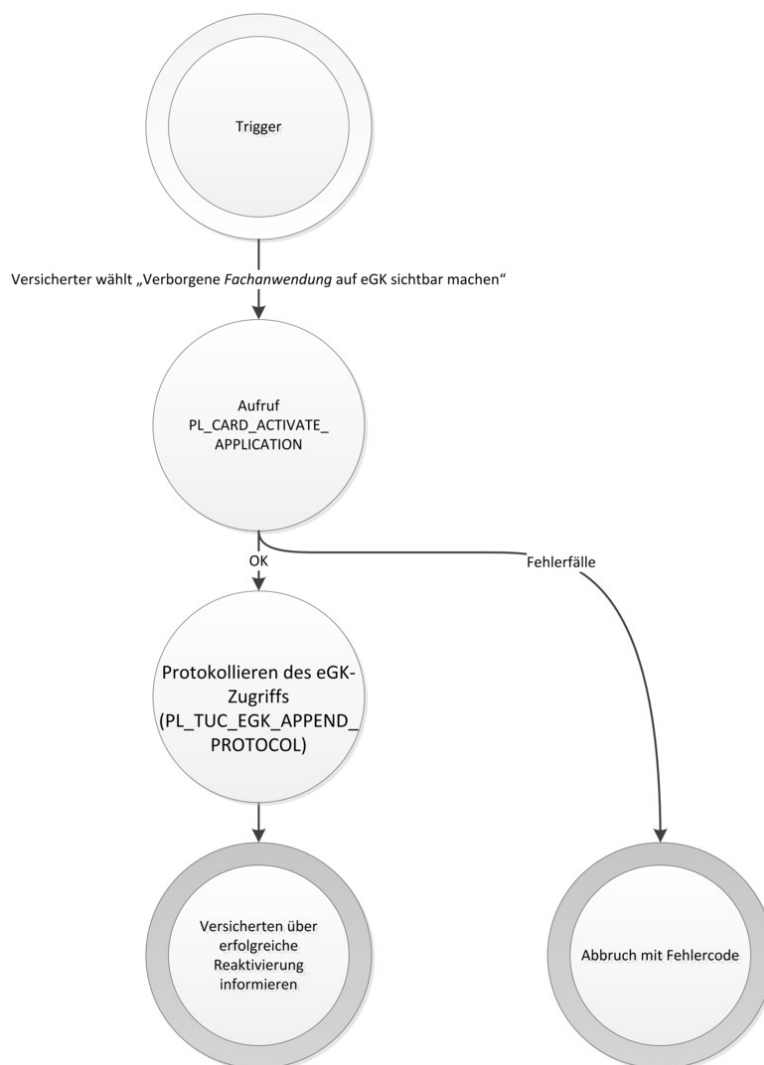 Trigger
Versicherter wählt „Verborgene Fachanwendung auf eGK sichtbar machen“
Aufruf
PL_CARD_ACTIVATE_
APPLICATION
OK
Fehlerfälle
Protokollieren des eGK-
Zugriffs
(PL_TUC_EGK_APPEND_
PROTOCOL)
Versicherten über
erfolgreiche
Reaktivierung
informieren
Abbruch mit Fehlercode